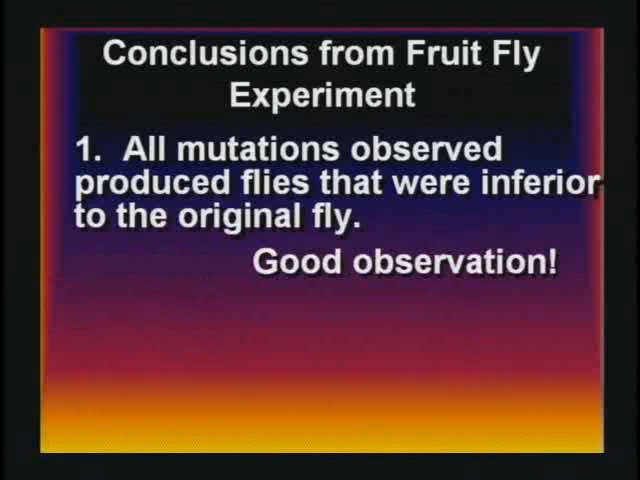 Conclusions from Fruit Fly
Experiment
1. All mutations observed
produced flies that were inferior
to the original fly.
Good observation!